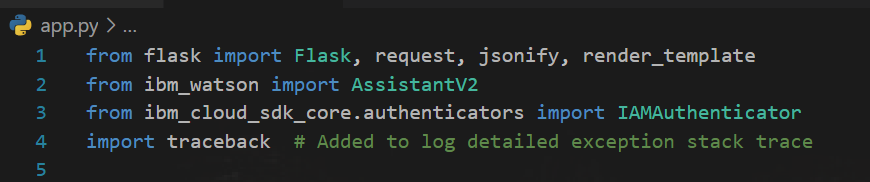 app.py > ...
1 from flask import Flask, request, jsonify, render_template
2 from ibm_watson import AssistantV2
3 from ibm_cloud_sdk_core.authenticators import IAMAuthenticator
4 import traceback  # Added to log detailed exception stack trace
5